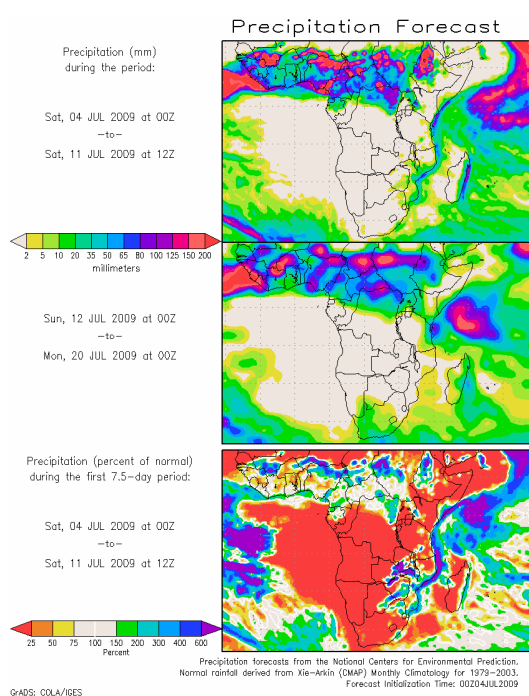 Precipitation Forecast
Precipitation (mm)
during the period:
Sat, 04 JUL 2009 at 00Z
-to-
Sat, 11 JUL 2009 at 12Z
2 5 10 20 35 50 65 80 100 125 150 200
millimeters
Sun, 12 JUL 2009 at 00Z
-to-
Mon, 20 JUL 2009 at 00Z
Precipitation (percent of normal)
during the first 7.5-day period:
Sat, 04 JUL 2009 at 00Z
-to-
Sat, 11 JUL 2009 at 12Z
25 50 75 100 150 200 300 400 600
Percent
Precipitation forecasts from the National Centers for Environmental Prediction.
Normal rainfall derived from Xie-Arkin (CMAP) Monthly Climatology for 1979-2003.
Forecast Initialization Time: 00Z04JUL2009
GrADS: COLA/IGES